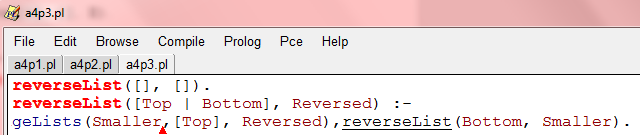 a4p3.pl
File Edit Browse Compile Prolog Pce Help
a4p1.pl a4p2.pl a4p3.pl
reverseList([], []).
reverseList([Top | Bottom], Reversed) :-
geLists(Smaller,[Top], Reversed),reverseList(Bottom, Smaller).